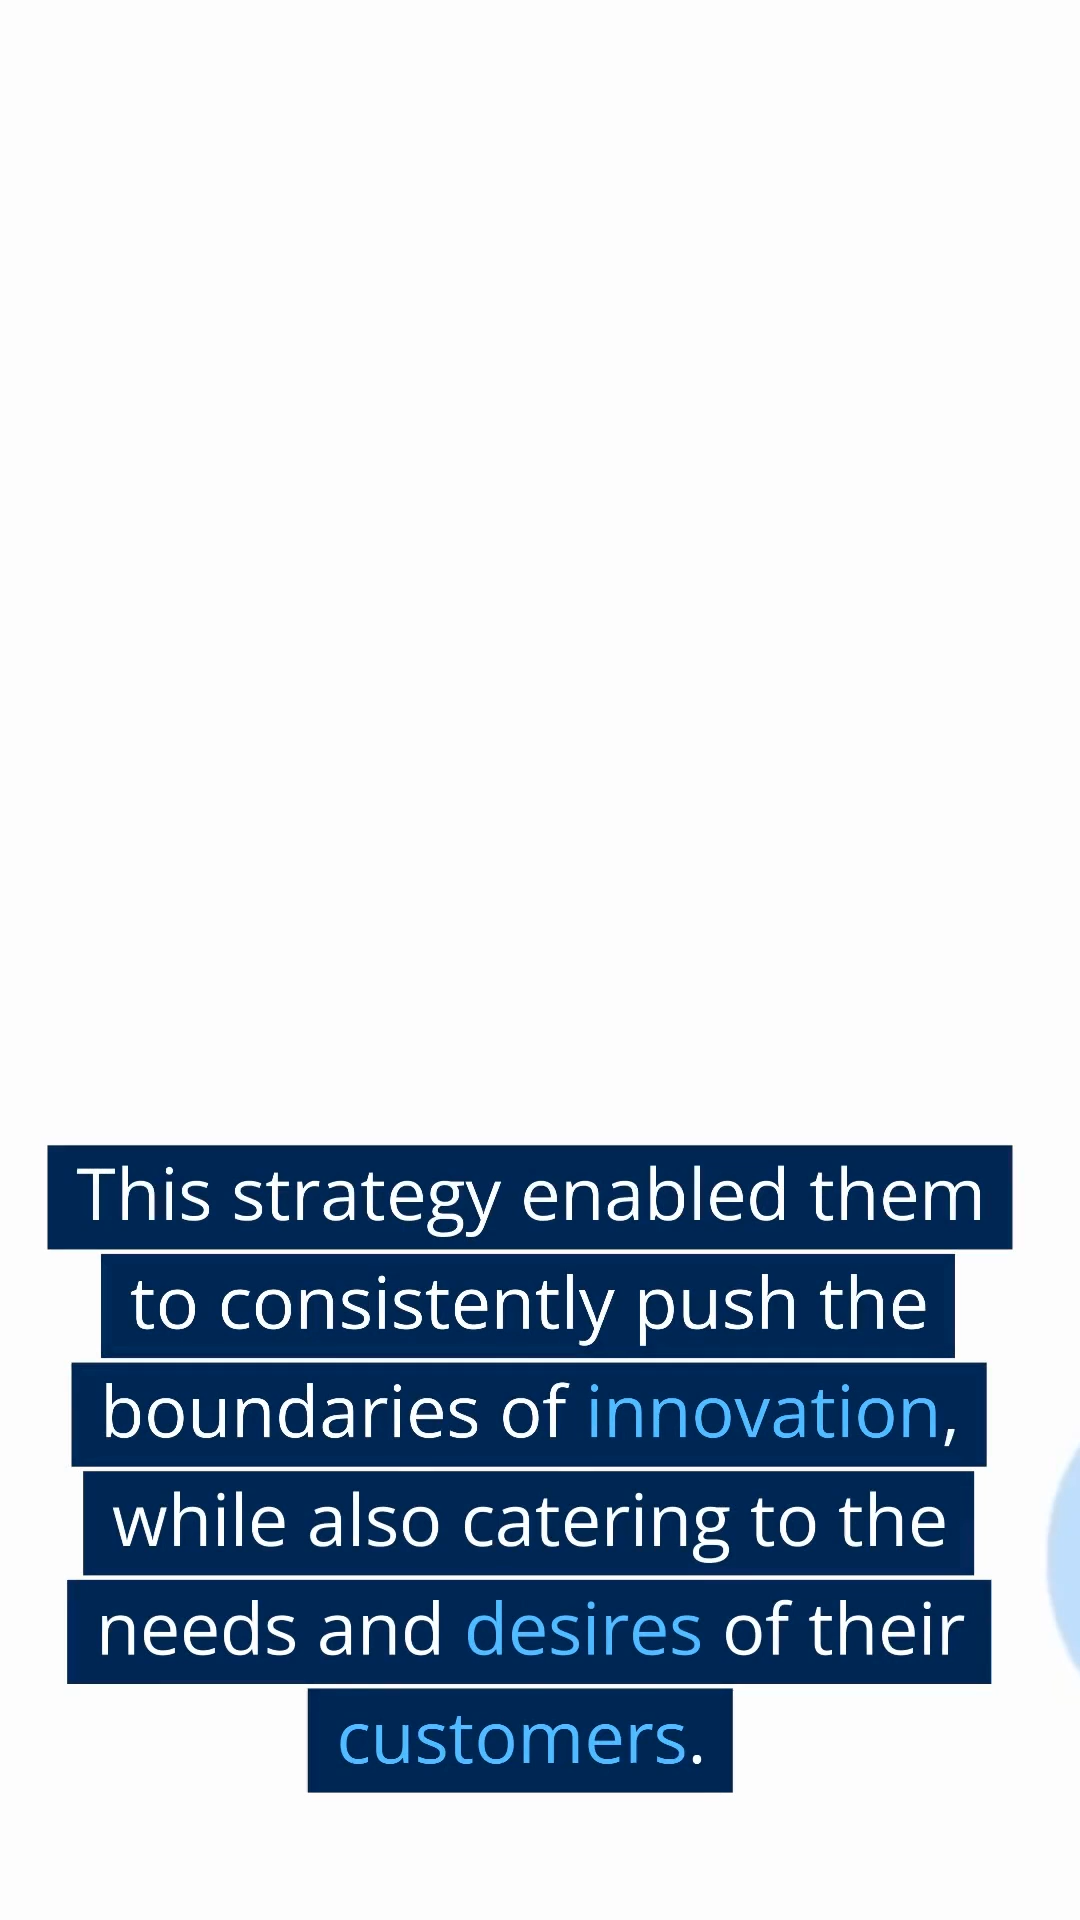 This strategy enabled them
to consistently push the
boundaries of innovation,
while also catering to the
needs and desires of their
customers.